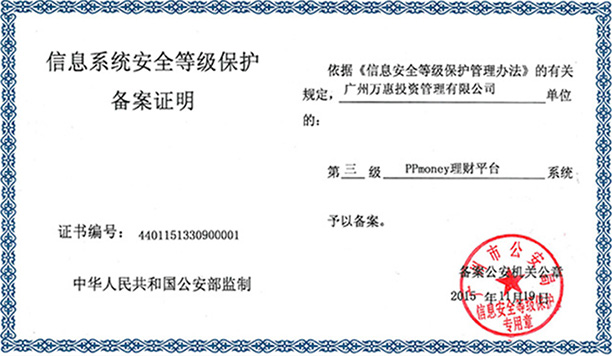 信息系统安全等级保护
备案证明
证书编号： 4401151330900001
中华人民共和国公安部监制
依据《信息安全等级保护管理办法》的有关
规定，广州万惠投资管理有限公司 单位
的：
第 三 级 PPmoney理财平台 系统
予以备案。
备案公安机关公章
2015 年 11月 19日
广州市公安局
信息安全等级保护
专用章